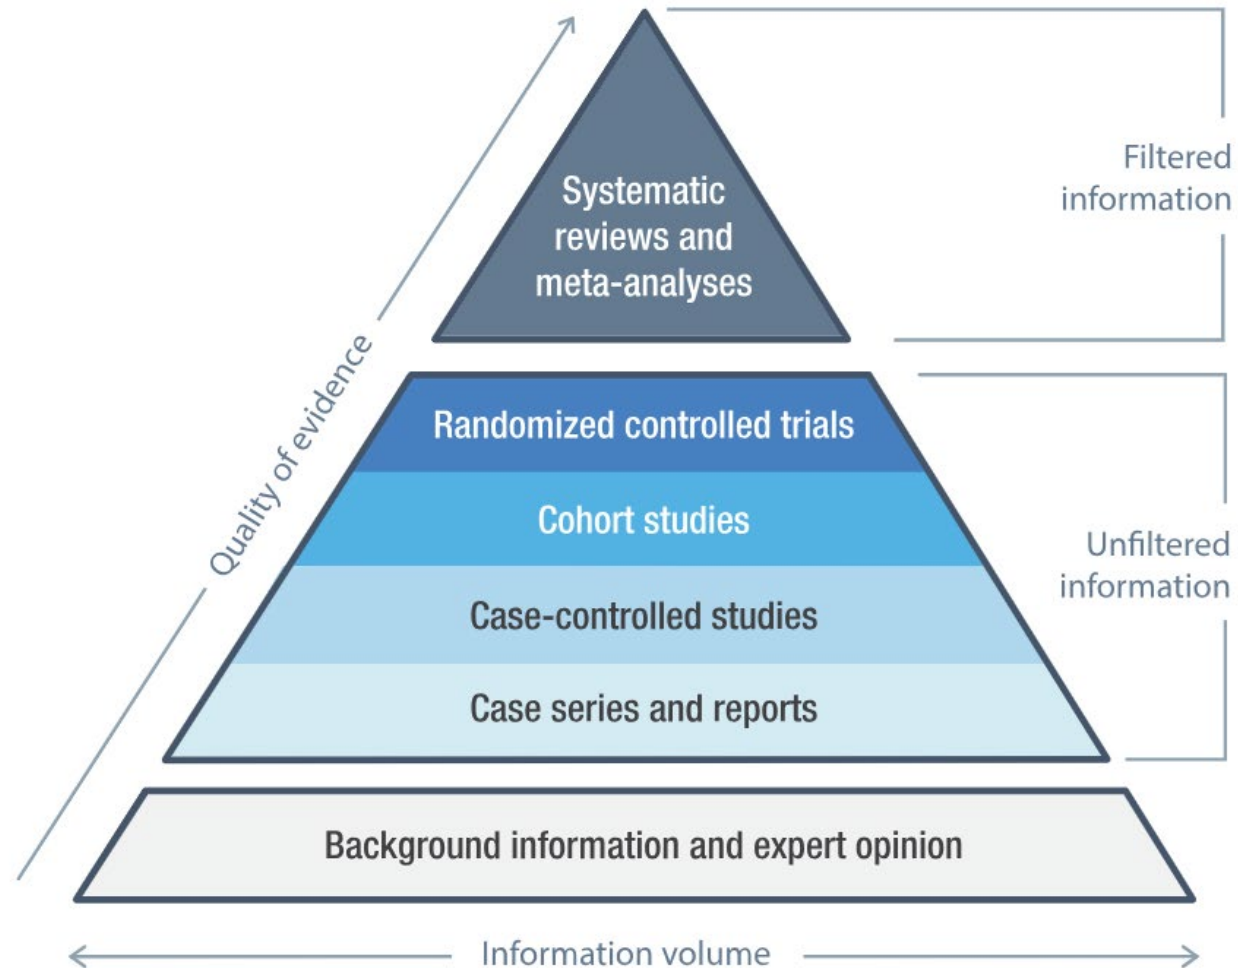 Systematic
reviews and
meta-analyses
Filtered
information
Quality of evidence
Randomized controlled trials
Cohort studies
Case-controlled studies
Case series and reports
Unfiltered
information
Background information and expert opinion
Information volume